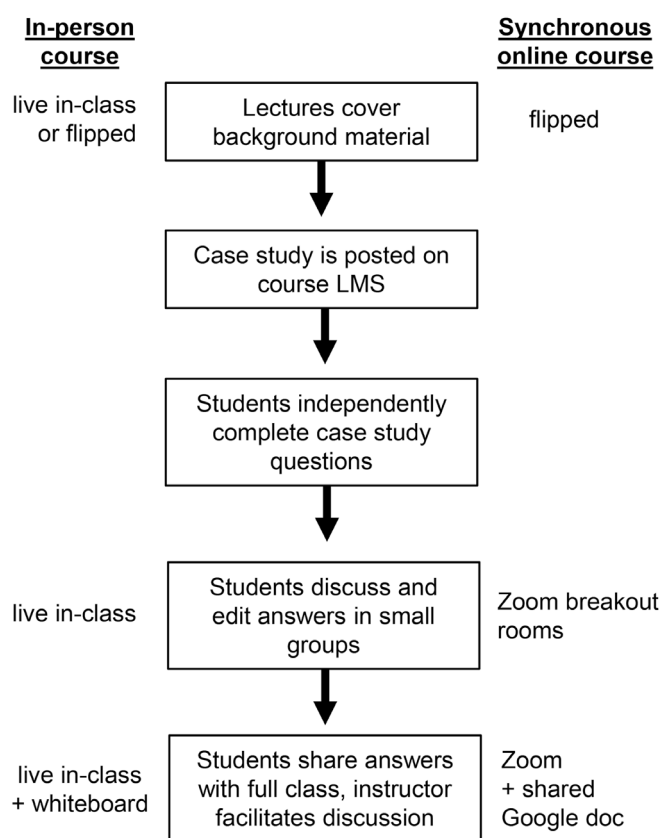 In-person
course
Synchronous
online course
live in-class
or flipped
Lectures cover
background material
flipped
Case study is posted on
course LMS
Students independently
complete case study
questions
live in-class
Students discuss and
edit answers in small
groups
Zoom breakout
rooms
live in-class
+ whiteboard
Students share answers
with full class, instructor
facilitates discussion
Zoom
+ shared
Google doc